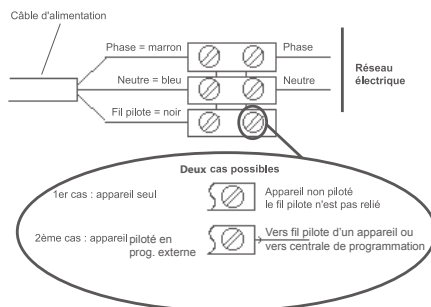 Câble d'alimentation
Phase = marron
Phase
Neutre = bleu
Neutre
Réseau
électrique
Fil pilote = noir
Deux cas possibles
1er cas : appareil seul
Appareil non piloté
le fil pilote n'est pas relié
2ème cas : appareil piloté en
prog. externe
Vers fil pilote d'un appareil ou
vers centrale de programmation